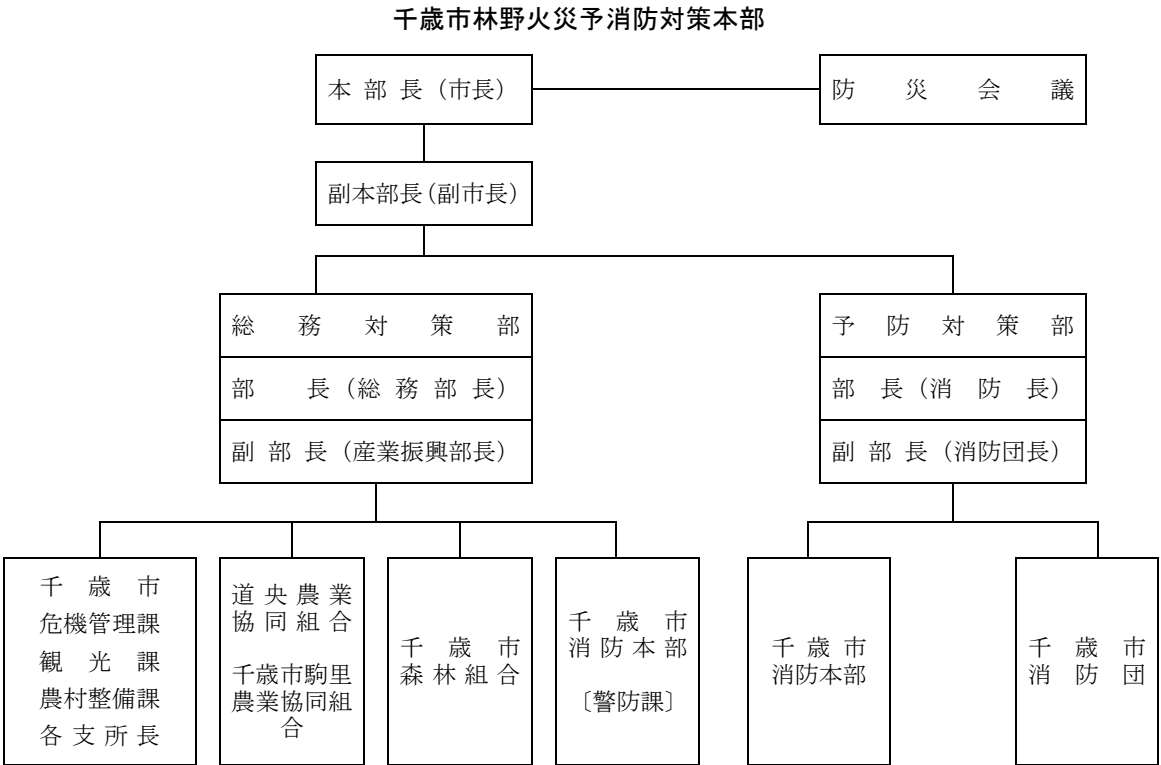 千歳市林野火災予消防対策本部
本部長（市長）
防災会議
副本部長（副市長）
総務対策部
部長（総務部長）
副部長（産業振興部長）
予防対策部
部長（消防長）
副部長（消防団長）
千歳市
危機管理課
観光課
農村整備課
各支所長
道央農業
協同組合
千歳市駒里
農業協同組
合
千歳市
森林組合
千歳市
消防本部
〔警防課〕
千歳市
消防本部
千歳市
消防団